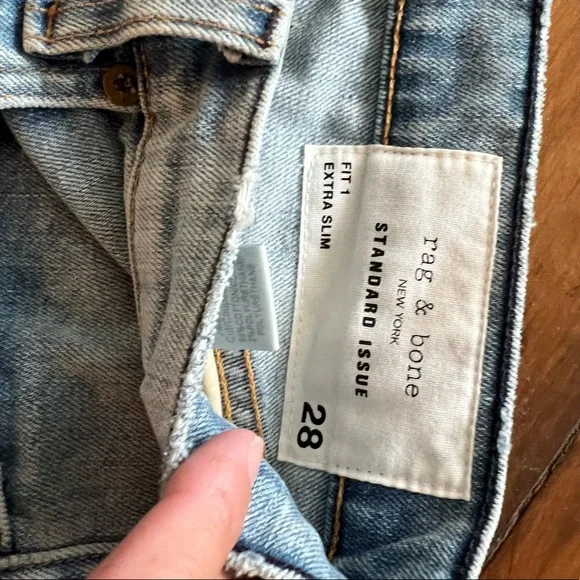 rag & bone
NEW YORK
STANDARD ISSUE
FIT 1
EXTRA SLIM
28